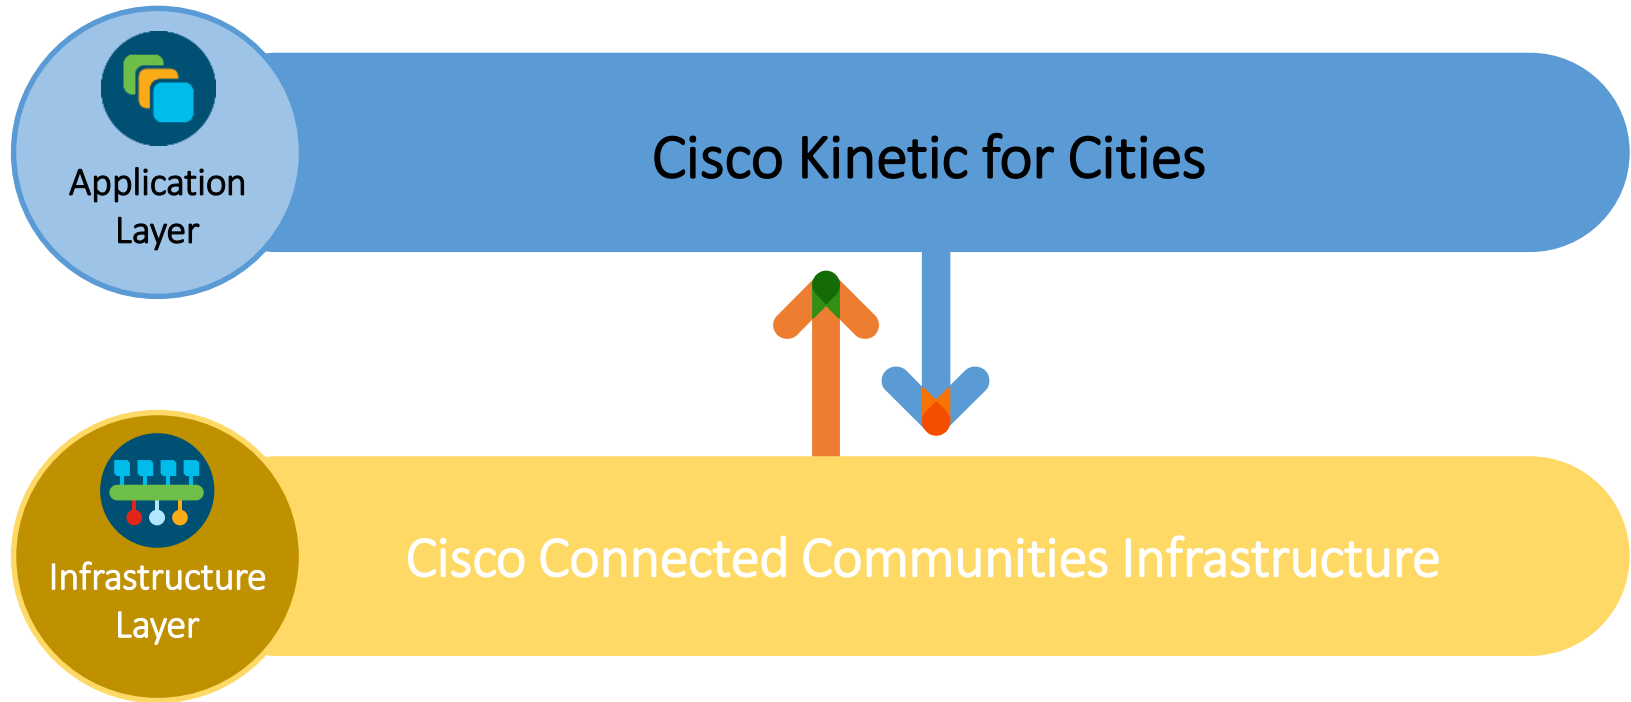 Application
Layer
Cisco Kinetic for Cities
Infrastructure
Layer
Cisco Connected Communities Infrastructure